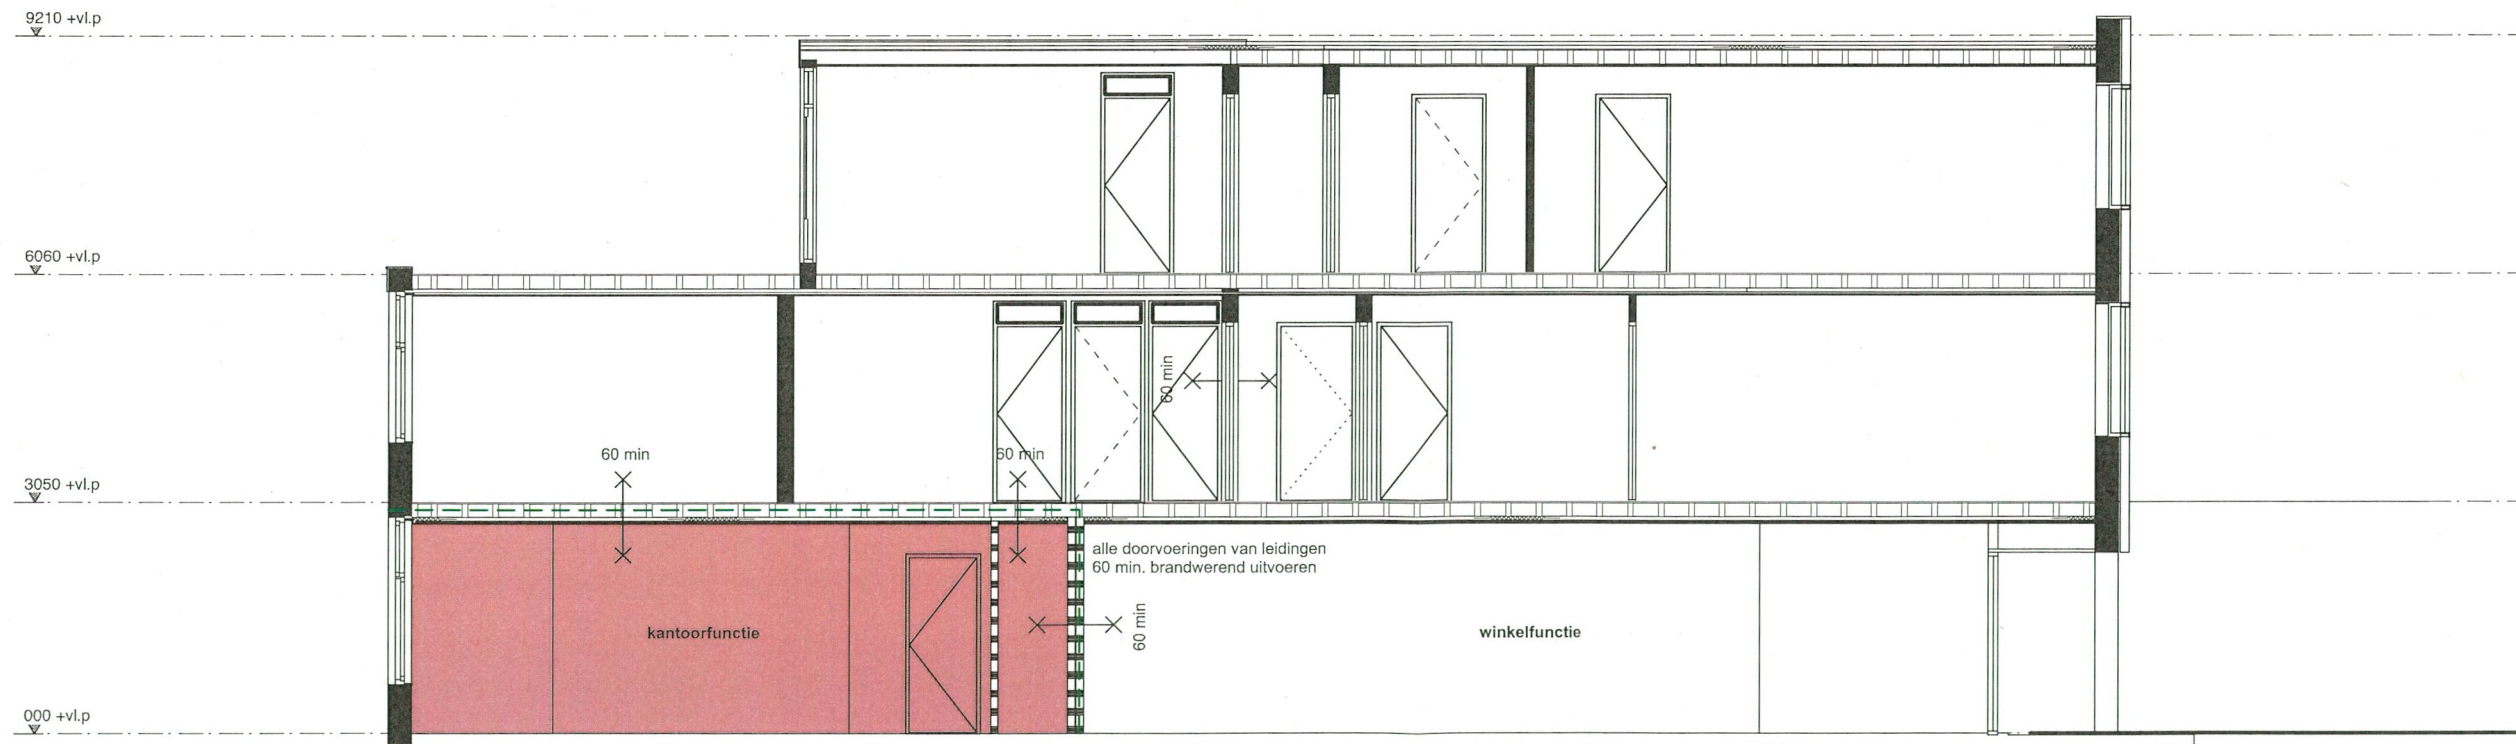 9210 +vl.p
6060 +vl.p
60 min
3050 +vl.p
60 min
60 min
alle doorvoeringen van leidingen
60 min. brandwerend uitvoeren
60 min
kantoorfunctie
winkelfunctie
000 +vl.p